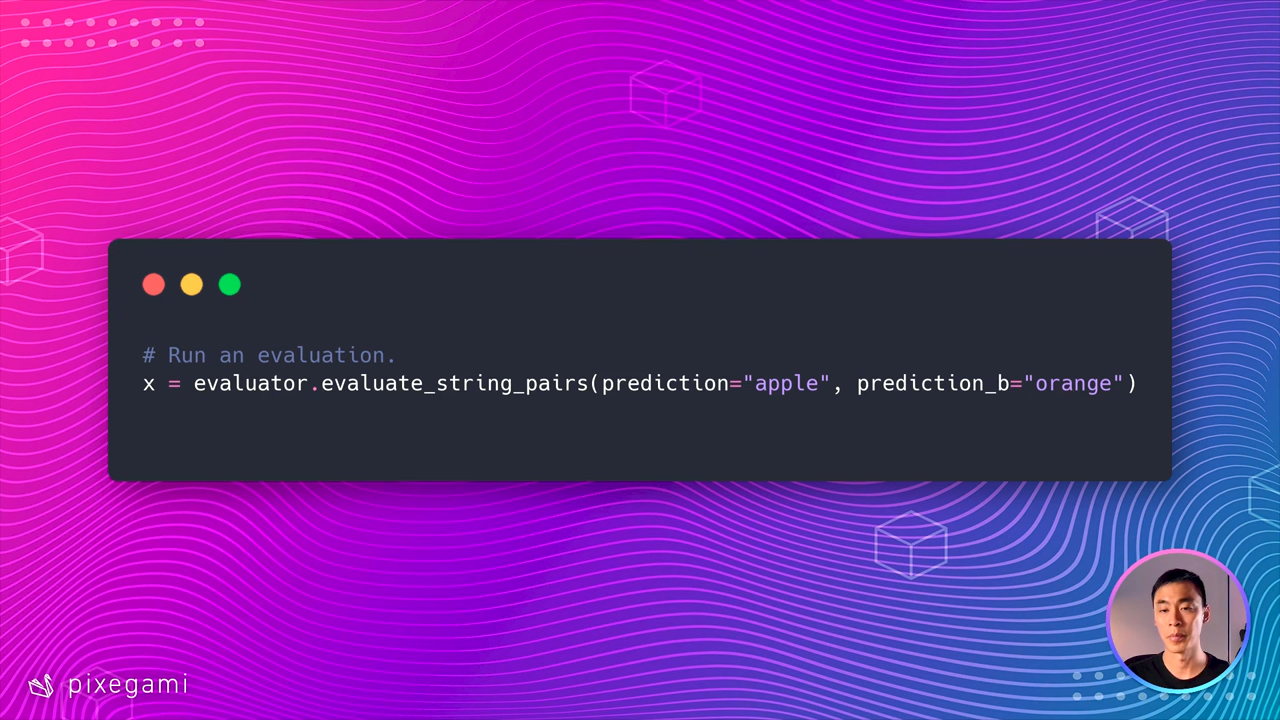 # Run an evaluation.
x = evaluator.evaluate_string_pairs(prediction="apple", prediction_b="orange")
pixegami